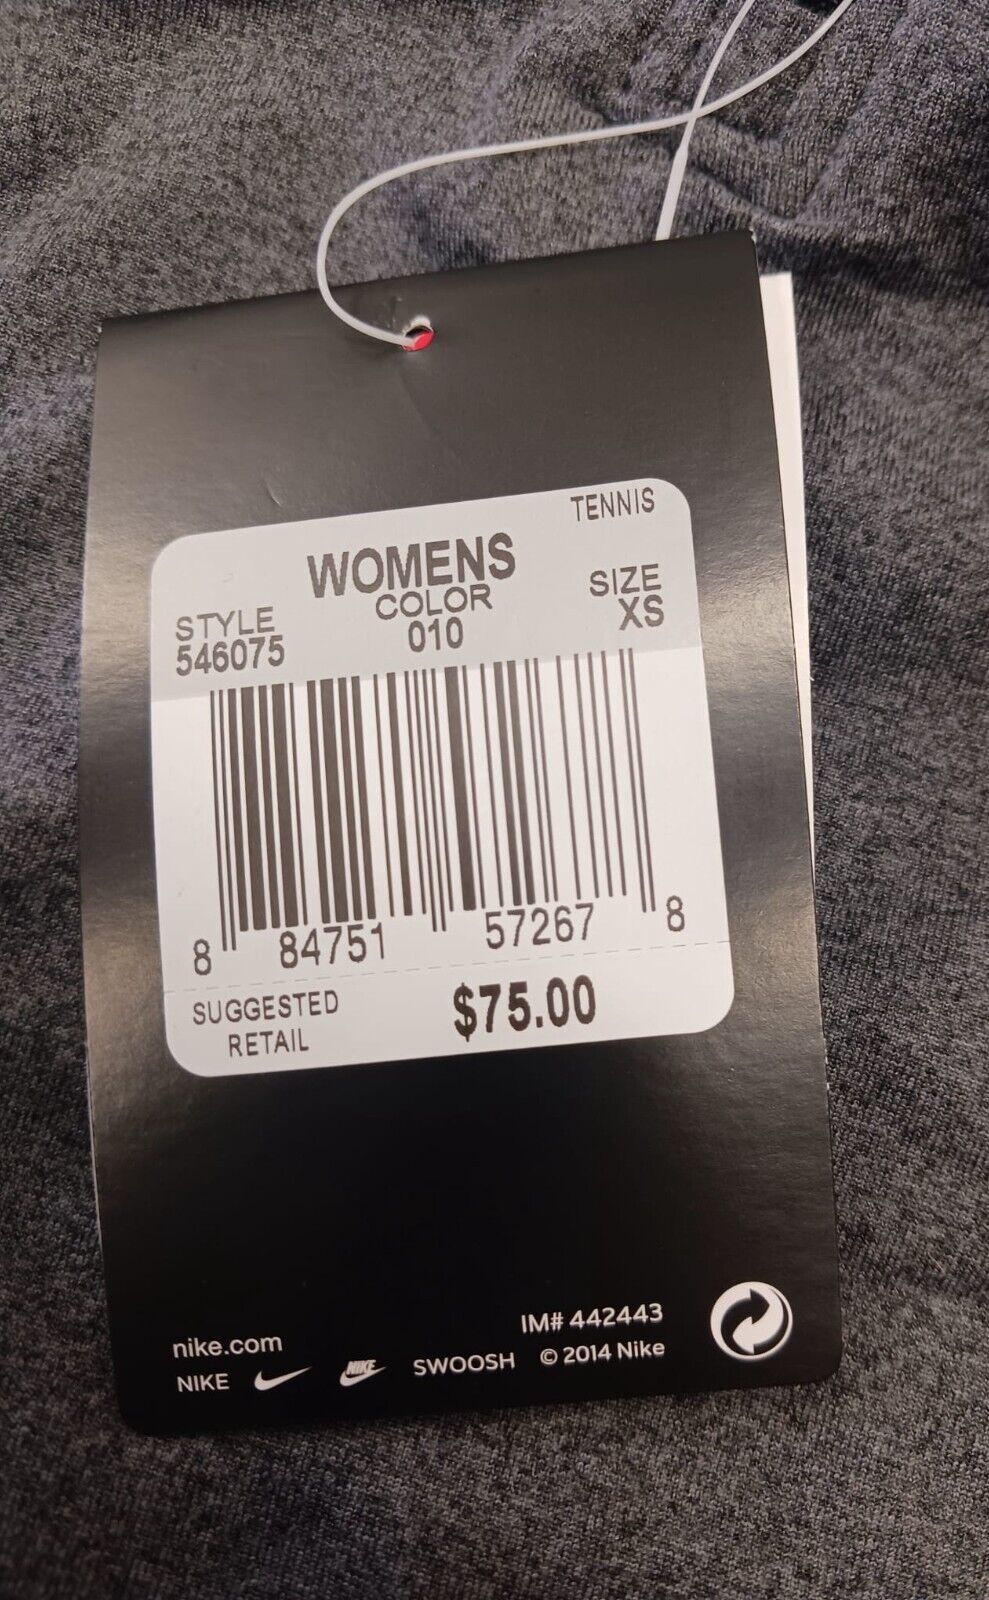 TENNIS
WOMENS
STYLE COLOR SIZE
546075 010 XS
8 84751 57267 8
SUGGESTED RETAIL $75.00
nike.com IM# 442443
NIKE NIKE SWOOSH © 2014 Nike